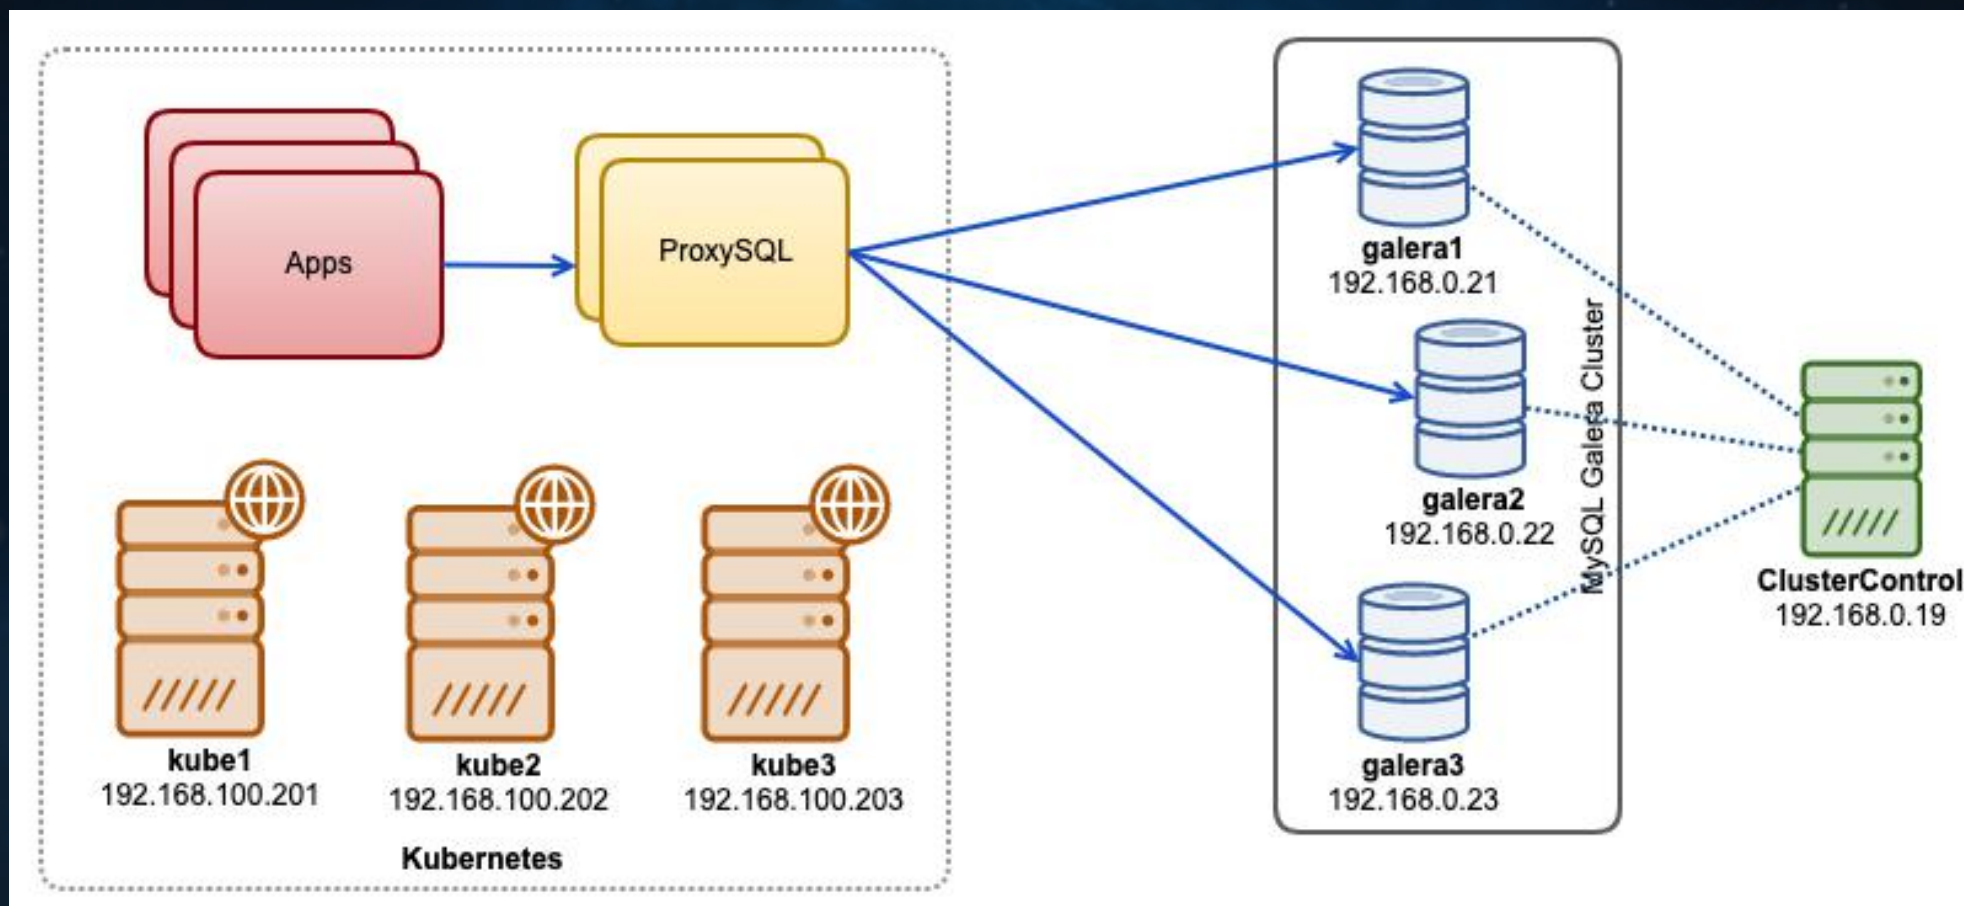 Apps
ProxySQL
kube1
192.168.100.201
kube2
192.168.100.202
kube3
192.168.100.203
Kubernetes
galera1
192.168.0.21
galera2
192.168.0.22
galera3
192.168.0.23
MySQL Galera Cluster
ClusterControl
192.168.0.19